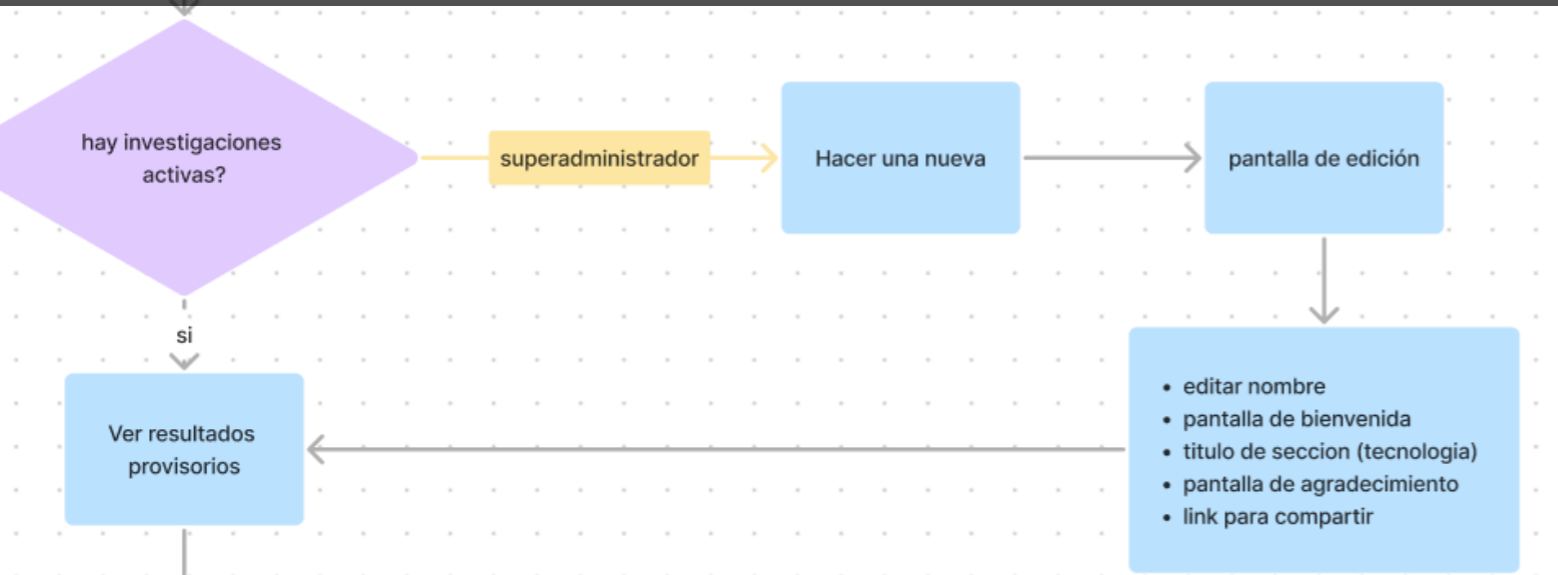 hay investigaciones
activas?
superadministrador
Hacer una nueva
pantalla de edición
si
Ver resultados
provisorios
• editar nombre
• pantalla de bienvenida
• titulo de seccion (tecnologia)
• pantalla de agradecimiento
• link para compartir